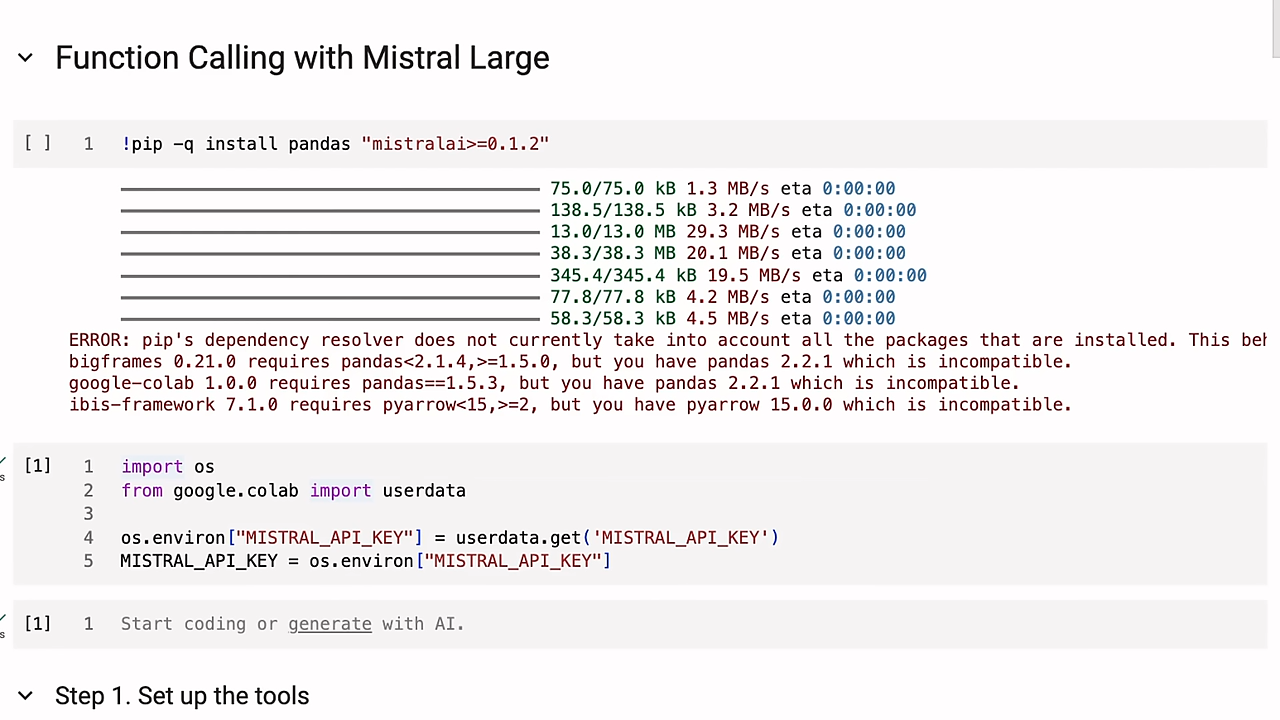 Function Calling with Mistral Large
[ ] 1 !pip -q install pandas "mistralai>=0.1.2"
75.0/75.0 kB 1.3 MB/s eta 0:00:00
138.5/138.5 kB 3.2 MB/s eta 0:00:00
13.0/13.0 MB 29.3 MB/s eta 0:00:00
38.3/38.3 MB 20.1 MB/s eta 0:00:00
345.4/345.4 kB 19.5 MB/s eta 0:00:00
77.8/77.8 kB 4.2 MB/s eta 0:00:00
58.3/58.3 kB 4.5 MB/s eta 0:00:00
ERROR: pip's dependency resolver does not currently take into account all the packages that are installed. This beh
bigframes 0.21.0 requires pandas<2.1.4,>=1.5.0, but you have pandas 2.2.1 which is incompatible.
google-colab 1.0.0 requires pandas==1.5.3, but you have pandas 2.2.1 which is incompatible.
ibis-framework 7.1.0 requires pyarrow<15,>=2, but you have pyarrow 15.0.0 which is incompatible.
[1] 1 import os
s 2 from google.colab import userdata
3
4 os.environ["MISTRAL_API_KEY"] = userdata.get('MISTRAL_API_KEY')
5 MISTRAL_API_KEY = os.environ["MISTRAL_API_KEY"]
[1] 1 Start coding or generate with AI.
s
Step 1. Set up the tools